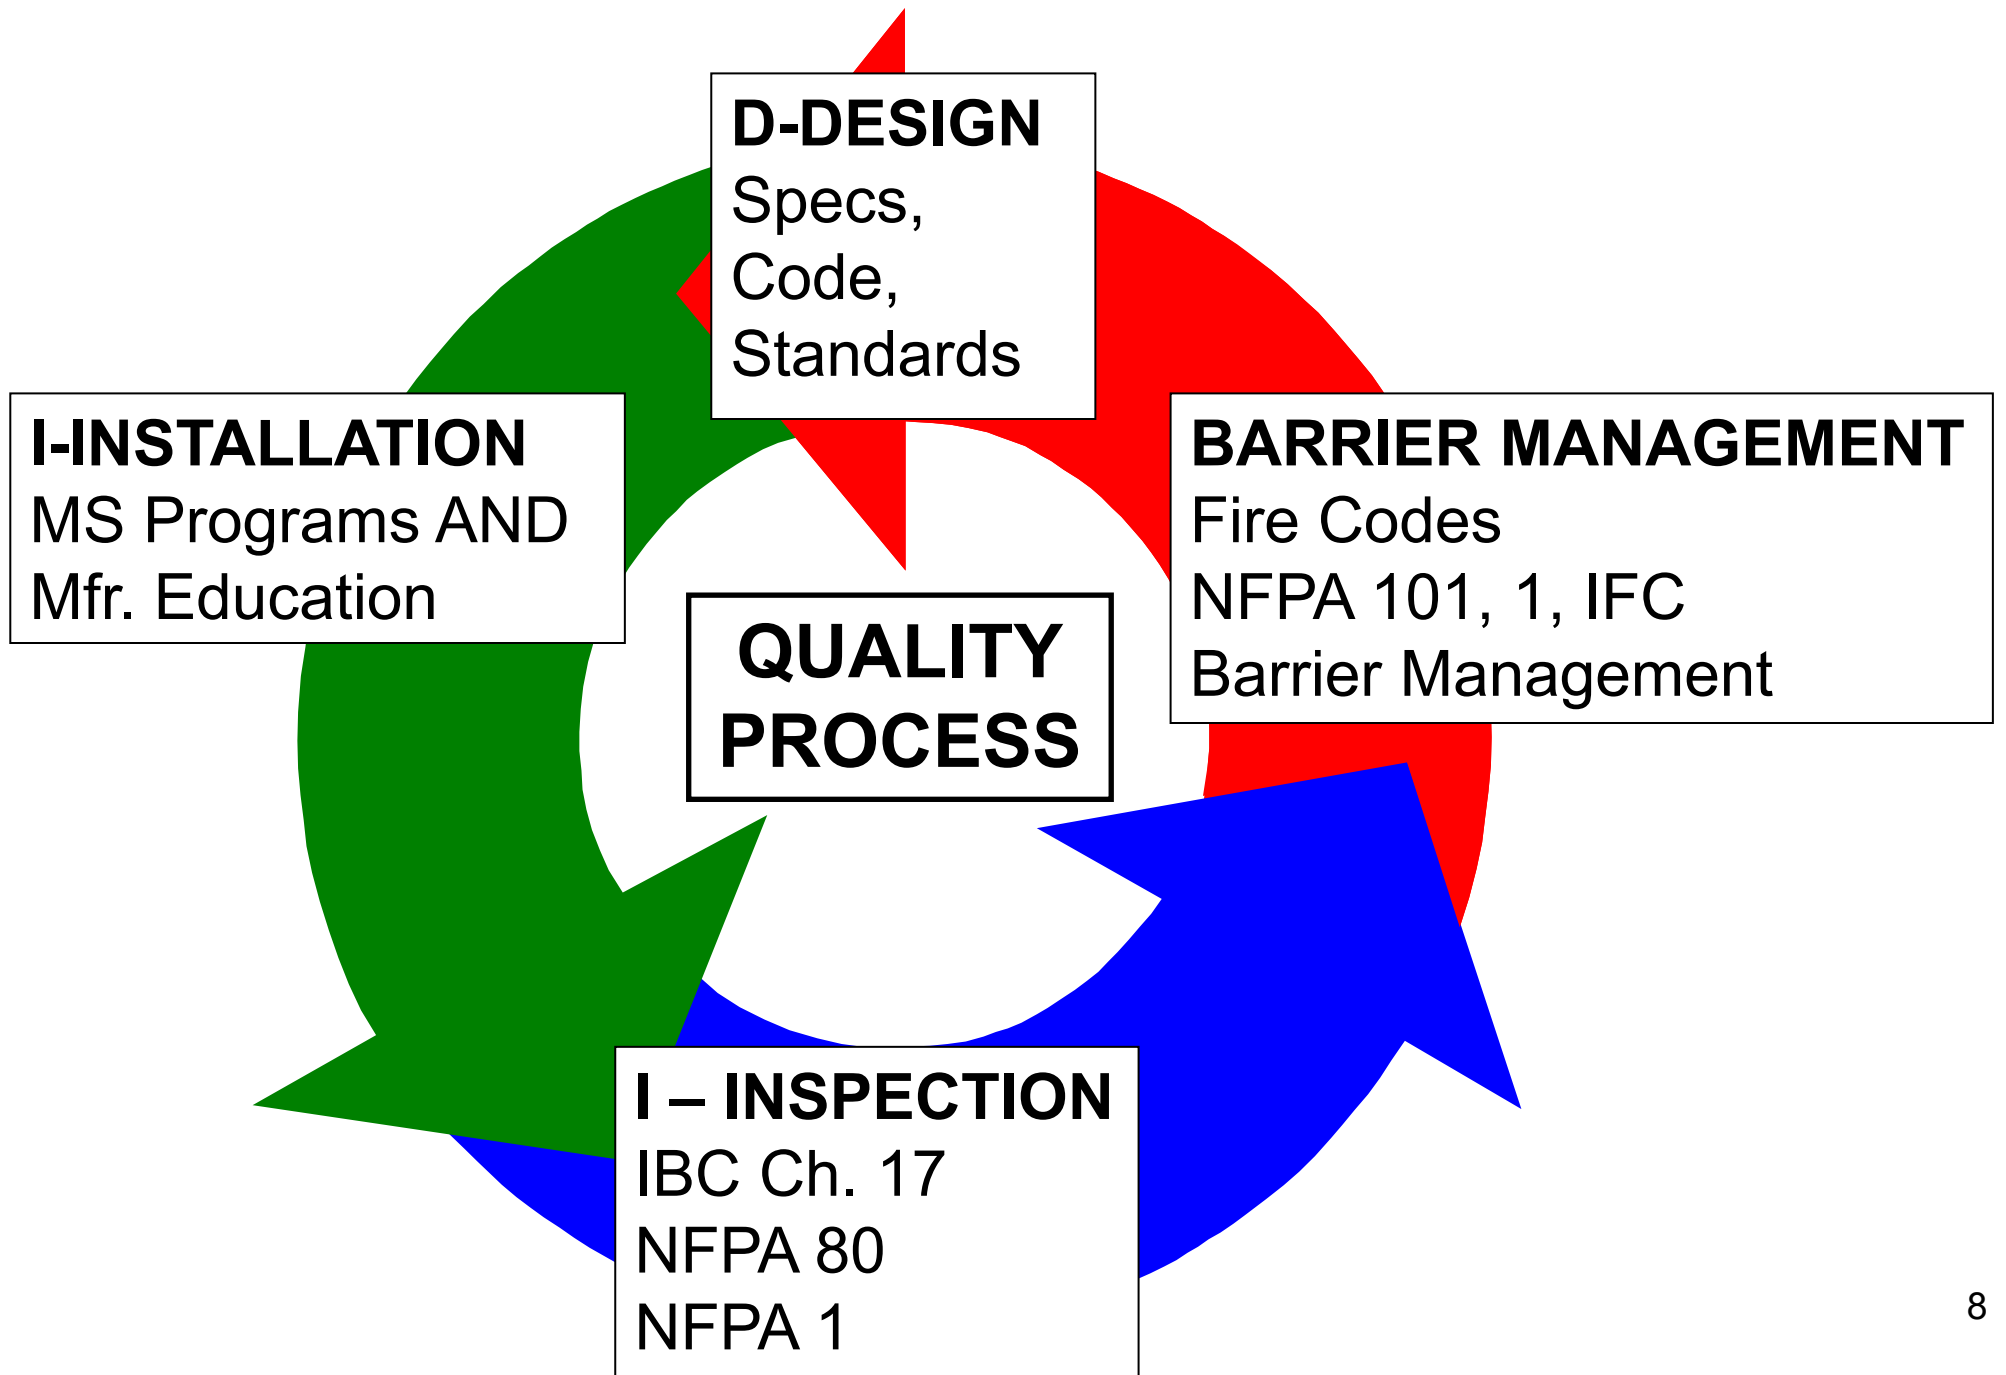 D-DESIGN
Specs,
Code,
Standards
I-INSTALLATION
MS Programs AND
Mfr. Education
BARRIER MANAGEMENT
Fire Codes
NFPA 101, 1, IFC
Barrier Management
QUALITY
PROCESS
I – INSPECTION
IBC Ch. 17
NFPA 80
NFPA 1
8